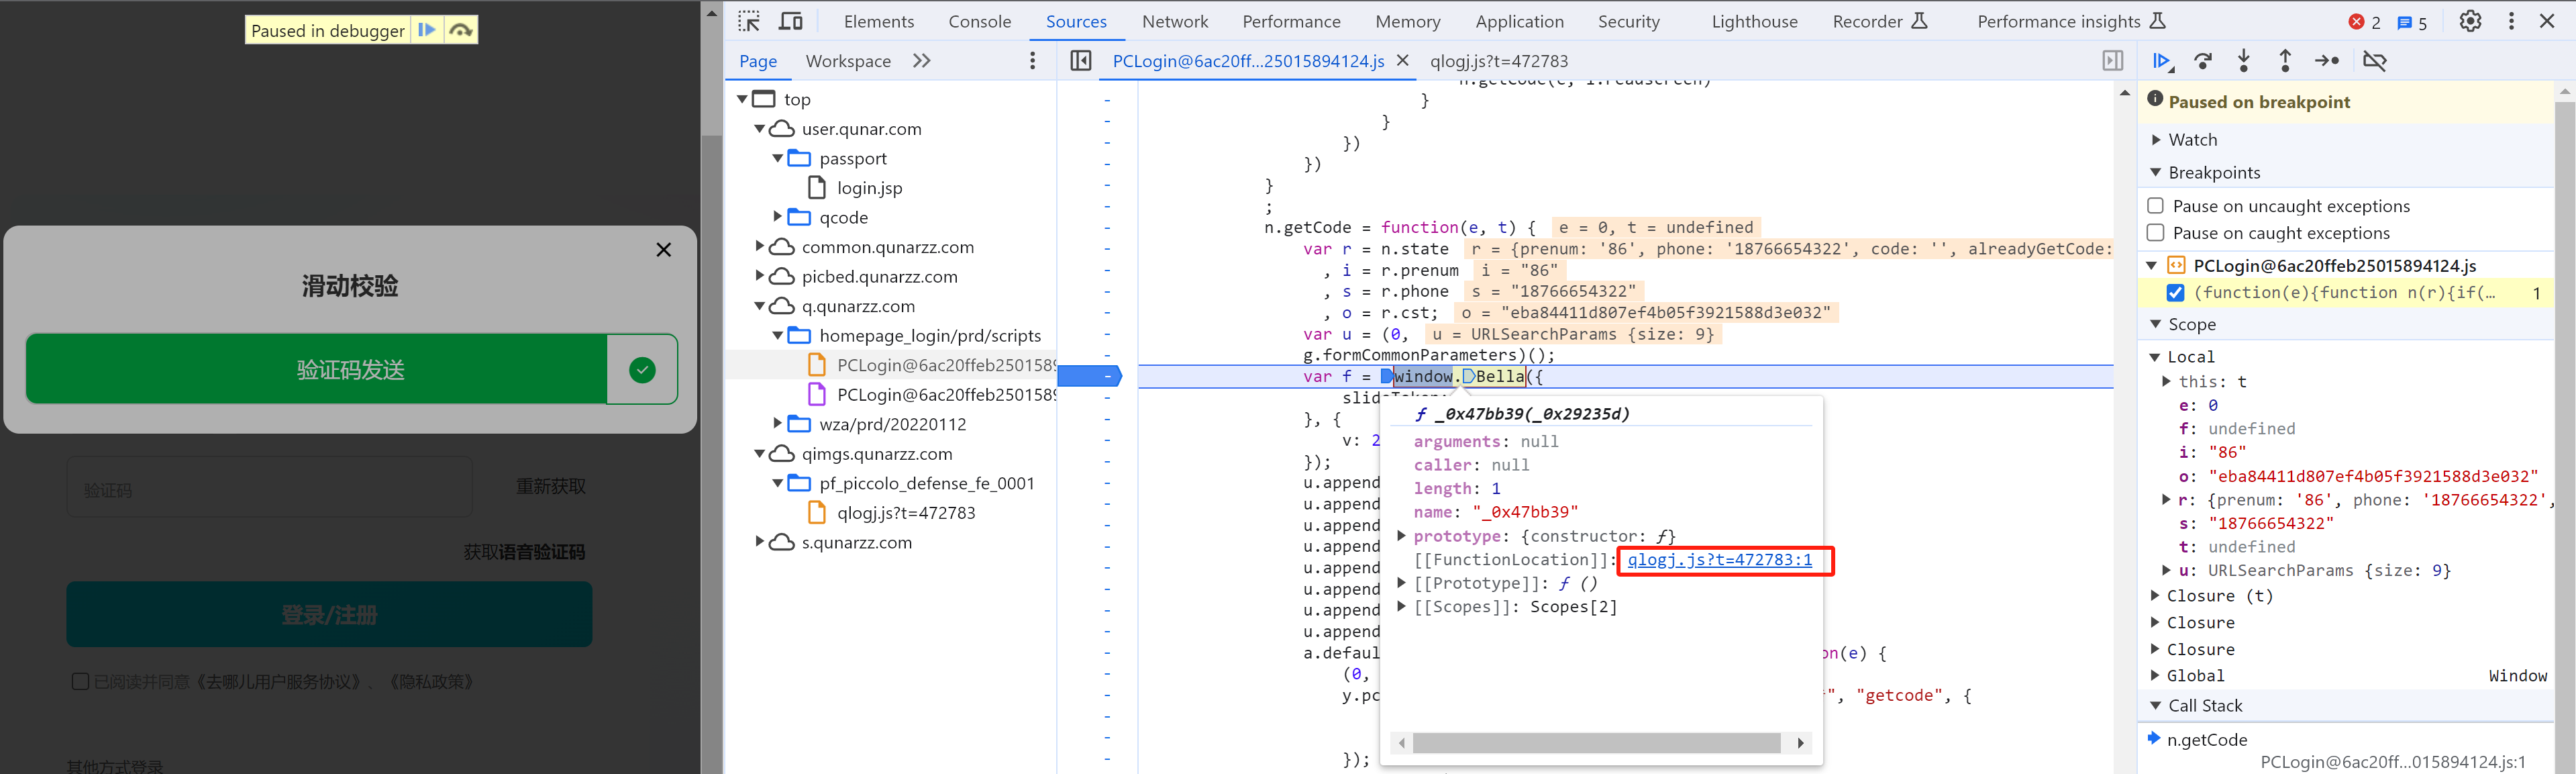 Paused in debugger
滑动校验
验证码发送
验证码
重新获取
获取语音验证码
登录/注册
已阅读并同意《去哪儿用户服务协议》、《隐私政策》
其他方式登录
Elements Console Sources Network Performance Memory Application Security Lighthouse Recorder Performance insights 2 5
Page Workspace
PCLogin@6ac20ff...25015894124.js qlogj.js?t=472783
top
user.qunar.com
passport
login.jsp
qcode
common.qunarzz.com
picbed.qunarzz.com
q.qunarzz.com
homepage_login/prd/scripts
PCLogin@6ac20ffeb250158
PCLogin@6ac20ffeb250158
wza/prd/20220112
qimgs.qunarzz.com
pf_piccolo_defense_fe_0001
qlogj.js?t=472783
s.qunarzz.com
n.getCode(e, i.readScreen)
}
}
})
})
}
;
n.getCode = function(e, t) { e = 0, t = undefined
var r = n.state r = {prenum: '86', phone: '18766654322', code: '', alreadyGetCode:
, i = r.prenum i = "86"
, s = r.phone s = "18766654322"
, o = r.cst; o = "eba84411d807ef4b05f3921588d3e032"
var u = (0, u = URLSearchParams {size: 9}
g.formCommonParameters)();
var f = window.Bella({
slideToken:
}, {
v: 2
});
u.append
u.append
u.append
u.append
u.append
u.append
u.append
u.append
a.defaul on(e) {
(0,
y.pc ", "getcode", {
});
ƒ _0x47bb39(_0x29235d)
arguments: null
caller: null
length: 1
name: "_0x47bb39"
prototype: {constructor: ƒ}
[[FunctionLocation]]: qlogj.js?t=472783:1
[[Prototype]]: ƒ ()
[[Scopes]]: Scopes[2]
Paused on breakpoint
Watch
Breakpoints
Pause on uncaught exceptions
Pause on caught exceptions
PCLogin@6ac20ffeb25015894124.js
(function(e){function n(r){if(… 1
Scope
Local
this: t
e: 0
f: undefined
i: "86"
o: "eba84411d807ef4b05f3921588d3e032"
r: {prenum: '86', phone: '18766654322',
s: "18766654322"
t: undefined
u: URLSearchParams {size: 9}
Closure (t)
Closure
Closure
Global Window
Call Stack
n.getCode
PCLogin@6ac20ff...015894124.js:1